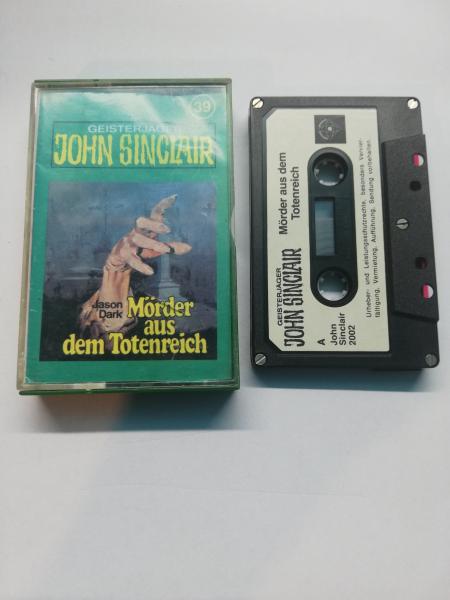 39
GEISTERJÄGER
JOHN SINCLAIR
Jason
Dark
Mörder
aus
dem Totenreich
GEISTERJÄGER
JOHN SINCLAIR
Mörder aus dem
Totenreich
A
John
Sinclair
2002
Urheber- und Leistungsschutzrechte, besonders Verviel-
fältigung, Vermietung, Aufführung, Sendung vorbehalten.